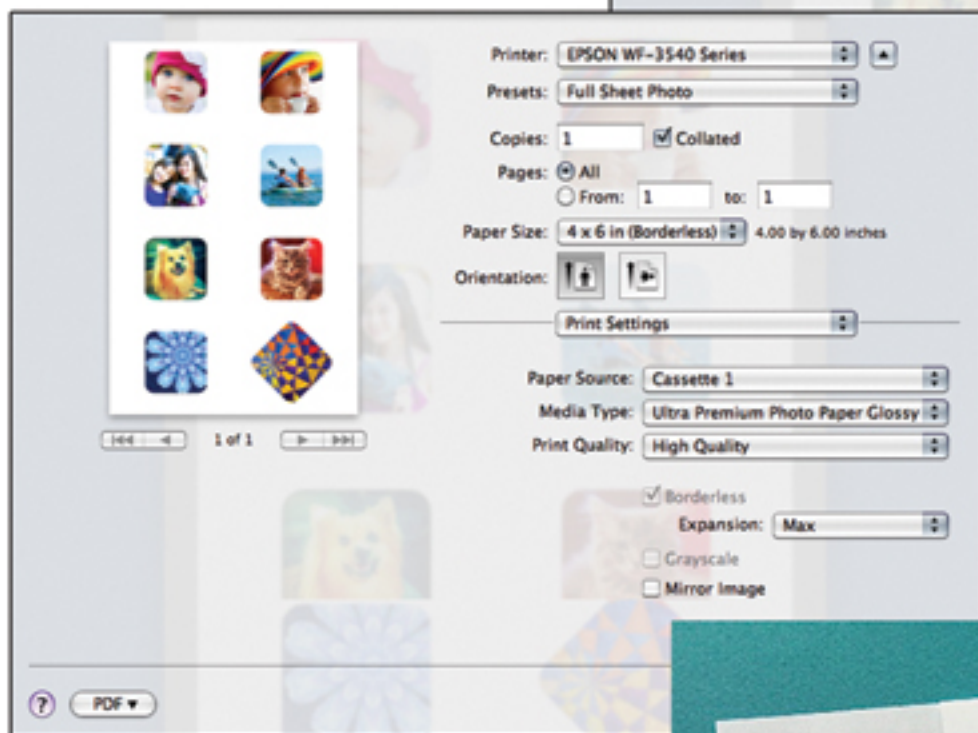 Printer: EPSON WF-3540 Series
Presets: Full Sheet Photo
Copies: 1 Collated
Pages: All
From: 1 to: 1
Paper Size: 4 x 6 in (Borderless) 4.00 by 6.00 inches
Orientation:
Print Settings
Paper Source: Cassette 1
Media Type: Ultra Premium Photo Paper Glossy
1 of 1
Print Quality: High Quality
Borderless
Expansion: Max
Grayscale
Mirror Image
? PDF